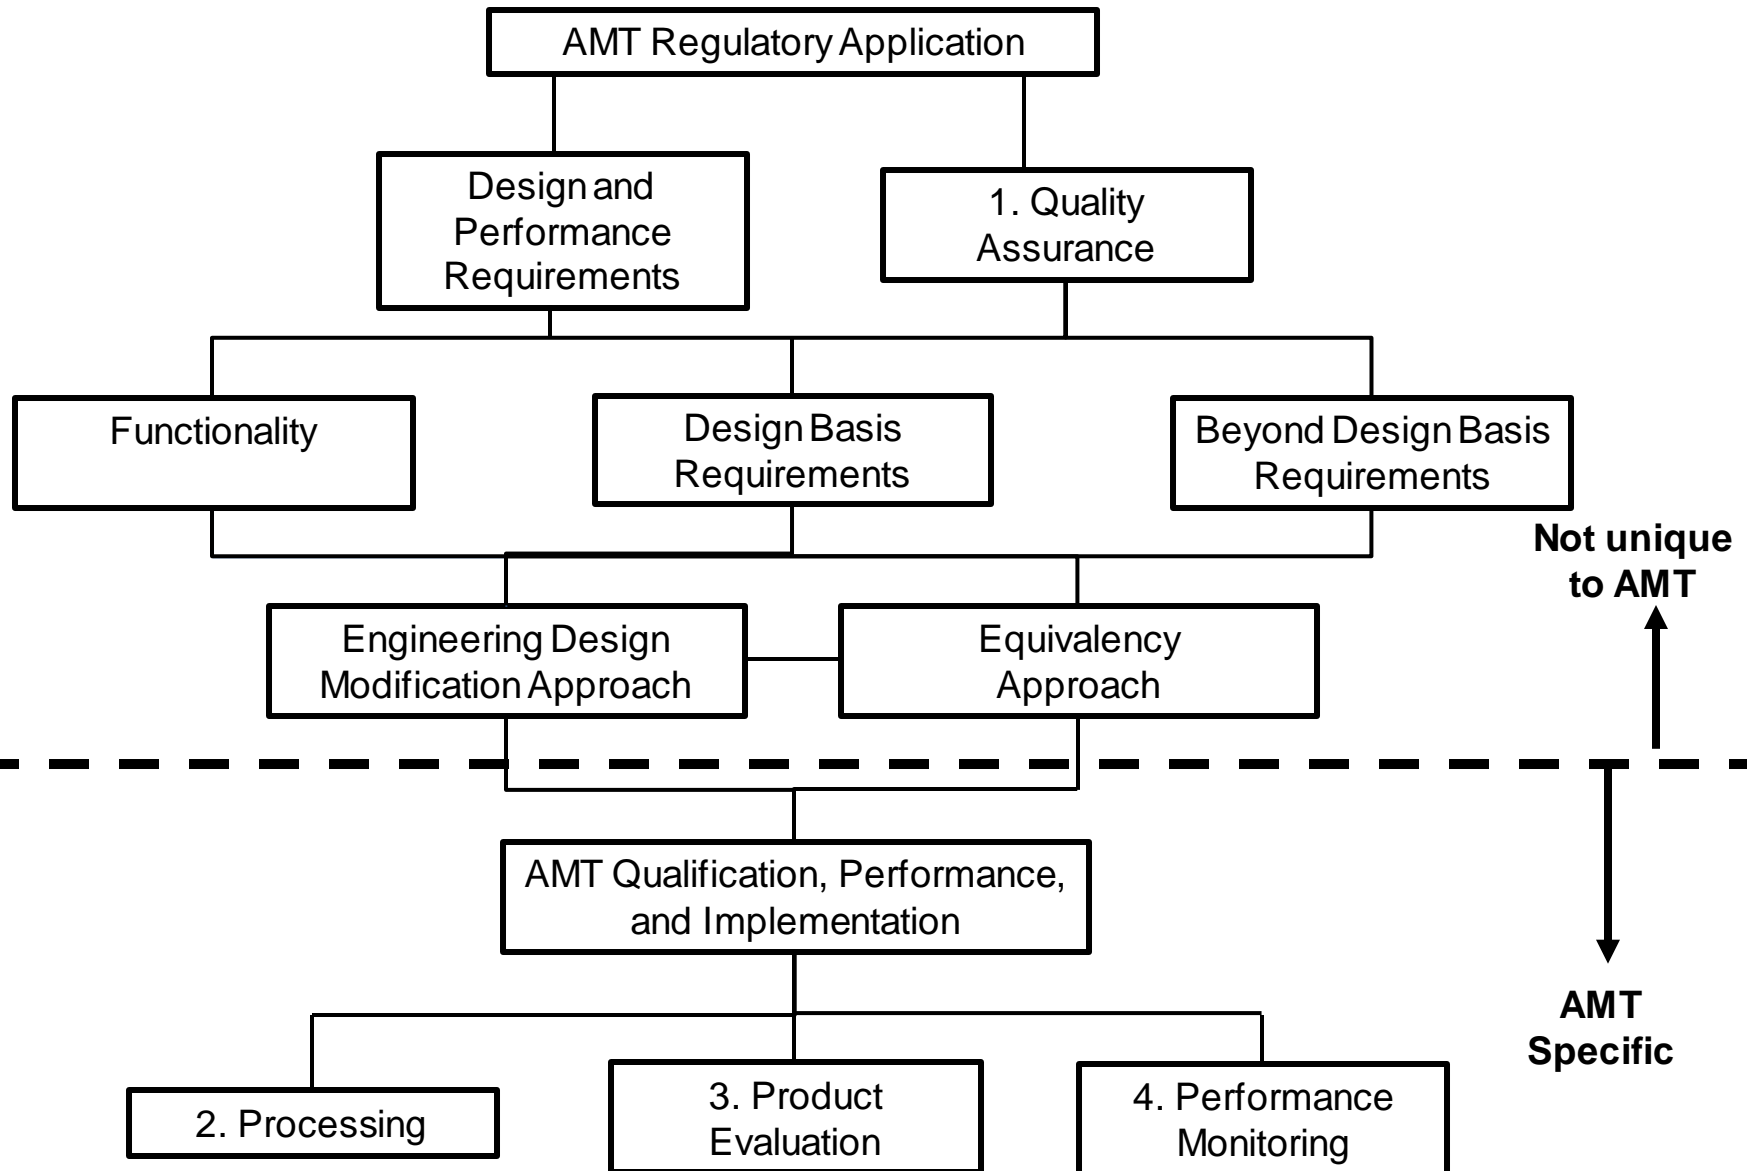 AMT Regulatory Application
Design and
Performance
Requirements
1. Quality
Assurance
Functionality
Design Basis
Requirements
Beyond Design Basis
Requirements
Not unique
to AMT
Engineering Design
Modification Approach
Equivalency
Approach
AMT Qualification, Performance,
and Implementation
AMT
Specific
2. Processing
3. Product
Evaluation
4. Performance
Monitoring